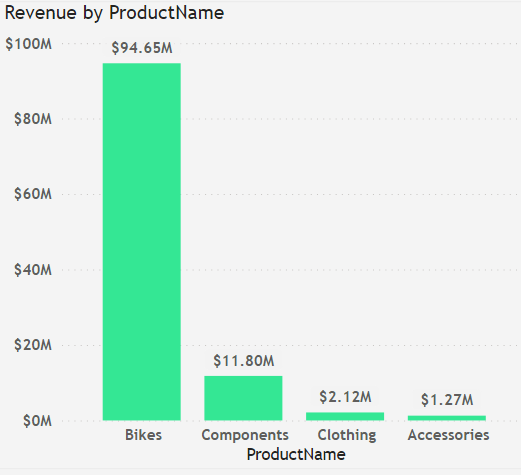 Revenue by ProductName
$100M
$94.65M
$80M
$60M
$40M
$20M
$11.80M
$2.12M
$1.27M
$0M
Bikes Components Clothing Accessories
ProductName